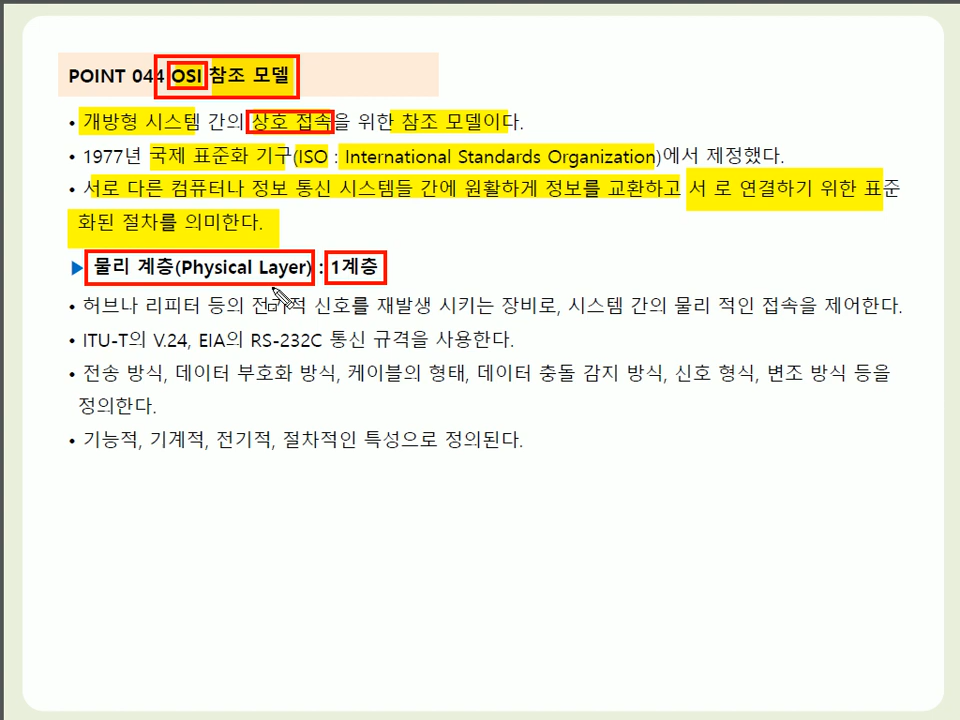 POINT 044 OSI 참조 모델
• 개방형 시스템 간의 상호 접속을 위한 참조 모델이다.
• 1977년 국제 표준화 기구(ISO : International Standards Organization)에서 제정했다.
• 서로 다른 컴퓨터나 정보 통신 시스템들 간에 원활하게 정보를 교환하고 서 로 연결하기 위한 표준
화된 절차를 의미한다.
▶ 물리 계층(Physical Layer) : 1계층
• 허브나 리피터 등의 전기적 신호를 재발생 시키는 장비로, 시스템 간의 물리 적인 접속을 제어한다.
• ITU-T의 V.24, EIA의 RS-232C 통신 규격을 사용한다.
• 전송 방식, 데이터 부호화 방식, 케이블의 형태, 데이터 충돌 감지 방식, 신호 형식, 변조 방식 등을
정의한다.
• 기능적, 기계적, 전기적, 절차적인 특성으로 정의된다.